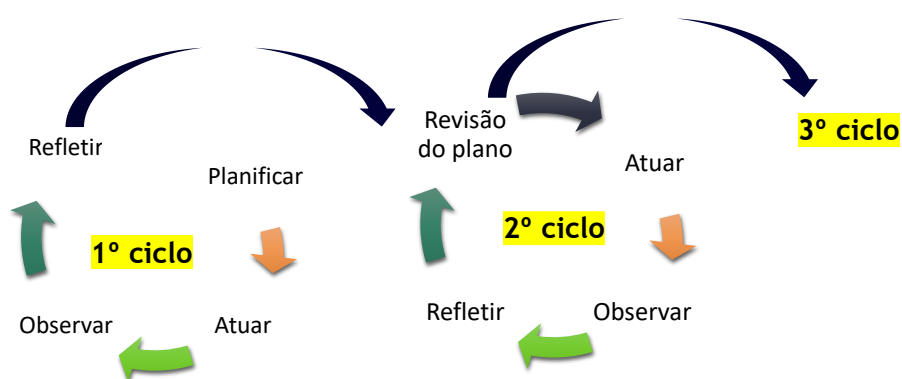 Refletir
Planificar
1º ciclo
Observar
Atuar
Revisão
do plano
Atuar
2º ciclo
Refletir
Observar
3º ciclo